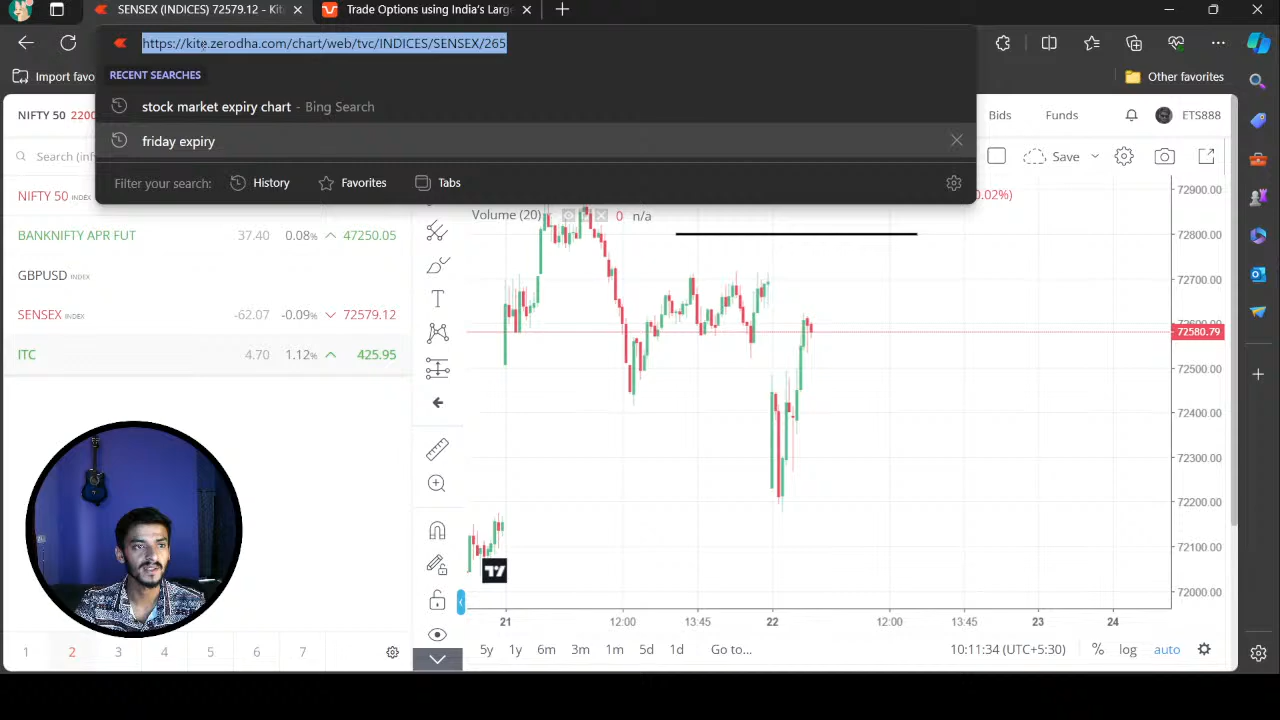 SENSEX (INDICES) 72579.12 - Kit
Trade Options using India's Larg
https://kite.zerodha.com/chart/web/tvc/INDICES/SENSEX/265
RECENT SEARCHES
stock market expiry chart - Bing Search
friday expiry
Filter your search: History Favorites Tabs
Import favo
Other favorites
NIFTY 50 2200
Bids Funds ETS888
Search (inf
Save
NIFTY 50 INDEX
0.02%)
BANKNIFTY APR FUT 37.40 0.08% 47250.05
GBPUSD INDEX
SENSEX INDEX -62.07 -0.09% 72579.12
ITC 4.70 1.12% 425.95
Volume (20) 0 n/a
T
72900.00
72800.00
72700.00
72600.00
72580.79
72500.00
72400.00
72300.00
72200.00
72100.00
72000.00
21 12:00 13:45 22 12:00 13:45 23 24
5y 1y 6m 3m 1m 5d 1d Go to... 10:11:34 (UTC+5:30) % log auto
1 2 3 4 5 6 7